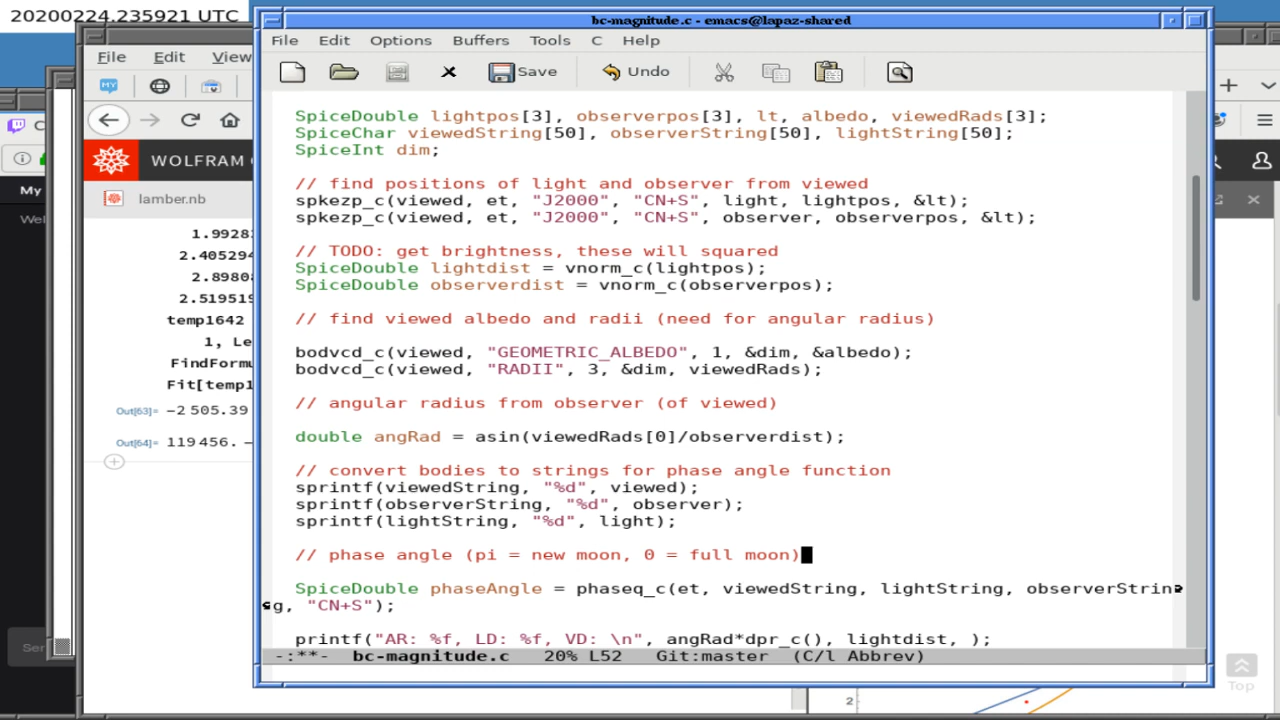 20200224.235921 UTC
bc-magnitude.c - emacs@lapaz-shared
File Edit Options Buffers Tools C Help
Save Undo
File Edit View
WOLFRAM
lamber.nb
My
Wel
1.9928
2.405294
2.89808
2.519519
temp1642
1, Le
FindFormu
Fit[temp1
Out[63]= -2505.39
Out[64]= 119456. -
SpiceDouble lightpos[3], observerpos[3], lt, albedo, viewedRads[3];
SpiceChar viewedString[50], observerString[50], lightString[50];
SpiceInt dim;
// find positions of light and observer from viewed
spkezp_c(viewed, et, "J2000", "CN+S", light, lightpos, &lt);
spkezp_c(viewed, et, "J2000", "CN+S", observer, observerpos, &lt);
// TODO: get brightness, these will squared
SpiceDouble lightdist = vnorm_c(lightpos);
SpiceDouble observerdist = vnorm_c(observerpos);
// find viewed albedo and radii (need for angular radius)
bodvcd_c(viewed, "GEOMETRIC_ALBEDO", 1, &dim, &albedo);
bodvcd_c(viewed, "RADII", 3, &dim, viewedRads);
// angular radius from observer (of viewed)
double angRad = asin(viewedRads[0]/observerdist);
// convert bodies to strings for phase angle function
sprintf(viewedString, "%d", viewed);
sprintf(observerString, "%d", observer);
sprintf(lightString, "%d", light);
// phase angle (pi = new moon, 0 = full moon)
SpiceDouble phaseAngle = phaseq_c(et, viewedString, lightString, observerStrin
g, "CN+S");
printf("AR: %f, LD: %f, VD: \n", angRad*dpr_c(), lightdist, );
-:**- bc-magnitude.c 20% L52 Git:master (C/l Abbrev)
Ser
Top
2